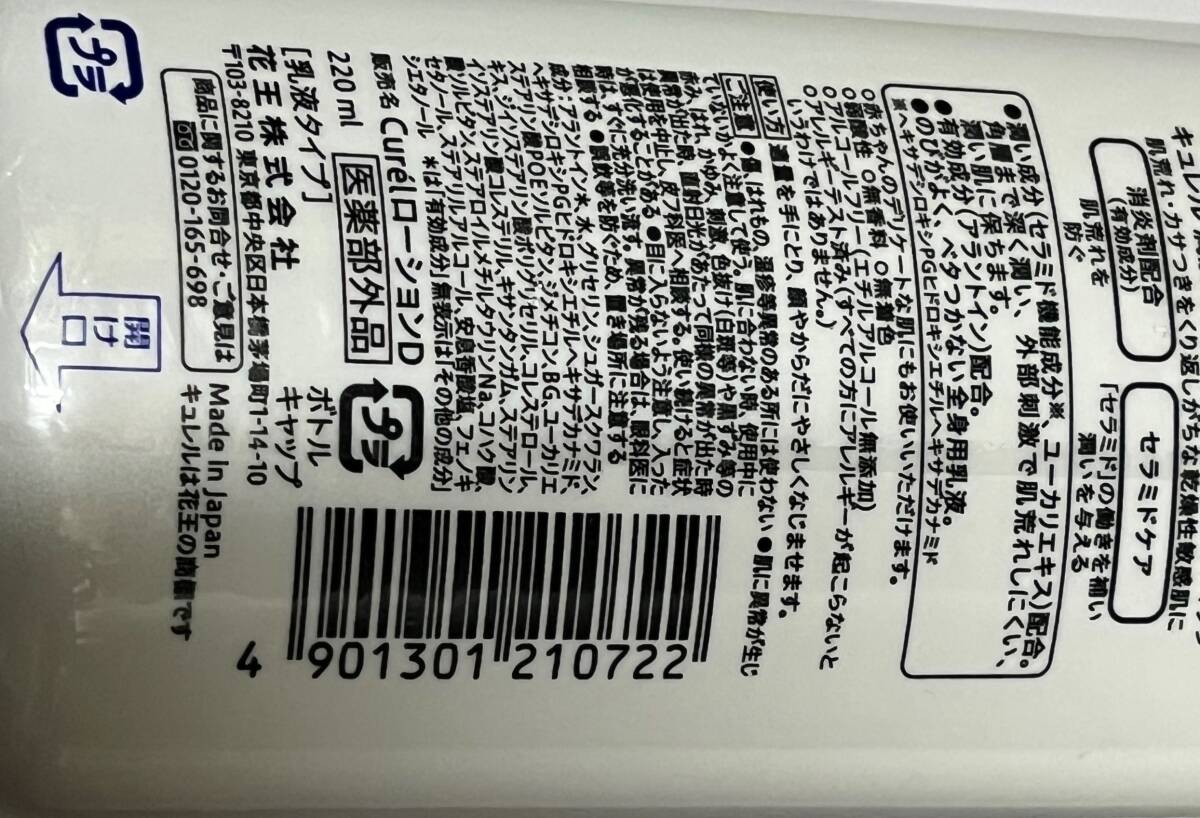 肌荒れ・カサつきをくり返しがちな乾燥性敏感肌に
消炎剤配合
(有効成分)
肌荒れを
防ぐ
セラミドケア
「セラミド」の働きを補い
潤いを与える
●潤い成分(セラミド機能成分※、ユーカリエキス)配合。
角層まで深く潤い、外部刺激で肌荒れしにくい、
潤い肌に保ちます。
●有効成分(アラントイン)配合。
●のびがよく、ベタつかない全身用乳液。
※ヘキサデシロキシPGヒドロキシエチルヘキサデカナミド
赤ちゃんのデリケートな肌にもお使いいただけます。
○弱酸性 ○無香料 ○無着色
○アルコールフリー(エチルアルコール無添加)
○アレルギーテスト済み(すべての方にアレルギーが起こらないと
いうわけではありません。)
使い方 適量を手にとり、顔やからだにやさしくなじませます。
ご注意 ●傷、はれもの、湿疹等異常のある所には使わない ●肌に異常が生じ
ていないかよく注意して使う。肌に合わない時、使用中に
赤み、はれ、かゆみ、刺激、色抜け(白斑等)や黒ずみ等の
異常が出た時、直射日光があたって同様の異常が出た時
は使用を中止し、皮フ科医へ相談する。使い続けると症状
が悪化することがある ●目に入らないよう注意し、入った
時は、すぐに充分洗い流す。異常が残る場合は、眼科医に
相談する ●誤飲等を防ぐため、置き場所に注意する
成分:アラントイン*、水、グリセリン、シュガースクワラン、
ヘキサデシロキシPGヒドロキシエチルヘキサデカナミド、
ステアリン酸POEソルビタン、ジメチコン、BG、ユーカリエ
キス、ジイソステアリン酸ポリグリセリル、コレステロール、
イソステアリン酸コレステリル、キサンタンガム、ステアリン
酸ソルビタン、ステアロイルメチルタウリンNa、コハク酸、
セタノール、ステアリルアルコール、安息香酸塩、フェノキ
シエタノール *は「有効成分」無表示は「その他の成分」
販売名 Curélローション D
220 ml 医薬部外品
[乳液タイプ]
プラ
ボトル
キャップ
花王株式会社
〒103-8210 東京都中央区日本橋茅場町1-14-10
商品に関するお問合せ・ご意見は
0120-165-698
Made In Japan
キュレルは花王の商標です
4 901301 210722
プラ
開け口